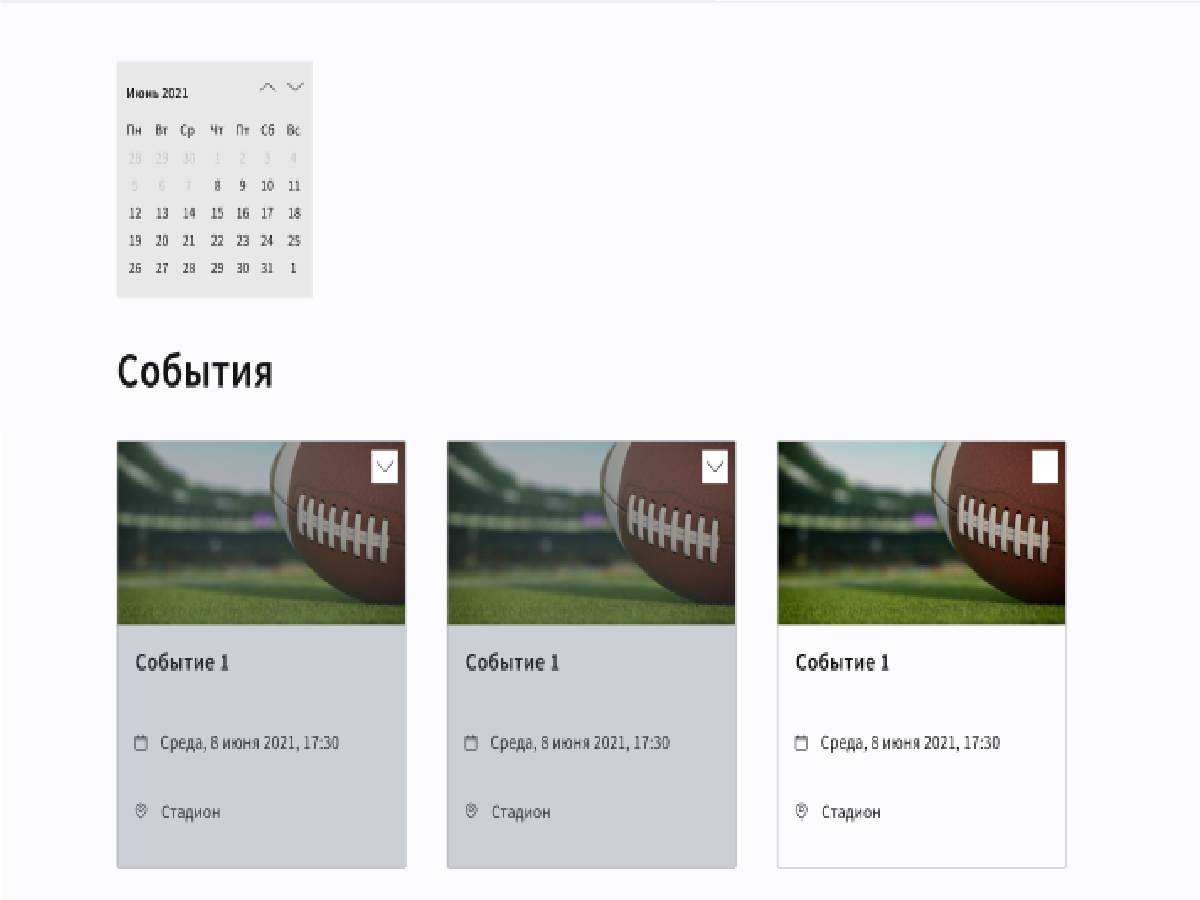 Июнь 2021
Пн Вт Ср Чт Пт Сб Вс
28 29 30 1 2 3 4
5 6 7 8 9 10 11
12 13 14 15 16 17 18
19 20 21 22 23 24 25
26 27 28 29 30 31 1
События
Событие 1
Среда, 8 июня 2021, 17:30
Стадион
Событие 1
Среда, 8 июня 2021, 17:30
Стадион
Событие 1
Среда, 8 июня 2021, 17:30
Стадион